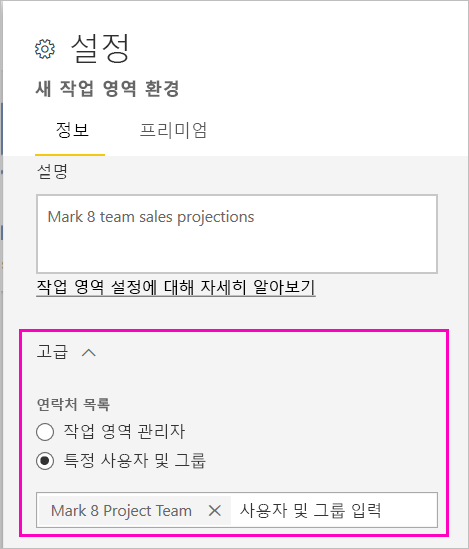 설정
새 작업 영역 환경
정보 프리미엄
설명
Mark 8 team sales projections
작업 영역 설정에 대해 자세히 알아보기
고급
연락처 목록
작업 영역 관리자
특정 사용자 및 그룹
Mark 8 Project Team 사용자 및 그룹 입력